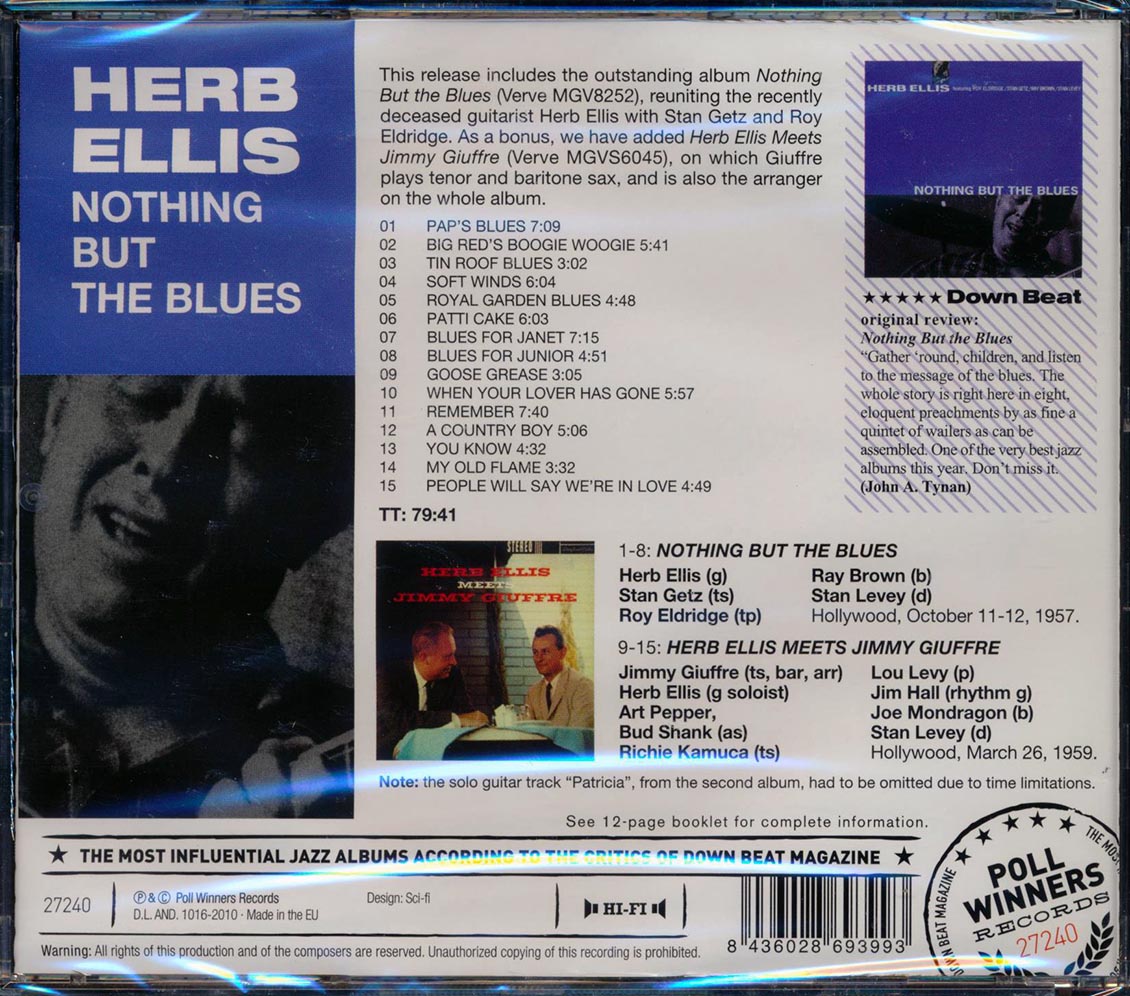 HERB
ELLIS
NOTHING
BUT
THE BLUES
This release includes the outstanding album Nothing
But the Blues (Verve MGV8252), reuniting the recently
deceased guitarist Herb Ellis with Stan Getz and Roy
Eldridge. As a bonus, we have added Herb Ellis Meets
Jimmy Giuffre (Verve MGVS6045), on which Giuffre
plays tenor and baritone sax, and is also the arranger
on the whole album.
01 PAP'S BLUES 7:09
02 BIG RED'S BOOGIE WOOGIE 5:41
03 TIN ROOF BLUES 3:02
04 SOFT WINDS 6:04
05 ROYAL GARDEN BLUES 4:48
06 PATTI CAKE 6:03
07 BLUES FOR JANET 7:15
08 BLUES FOR JUNIOR 4:51
09 GOOSE GREASE 3:05
10 WHEN YOUR LOVER HAS GONE 5:57
11 REMEMBER 7:40
12 A COUNTRY BOY 5:06
13 YOU KNOW 4:32
14 MY OLD FLAME 3:32
15 PEOPLE WILL SAY WE'RE IN LOVE 4:49
TT: 79:41
HERB ELLIS featuring ROY ELDRIDGE / STAN GETZ / RAY BROWN / STAN LEVEY
NOTHING BUT THE BLUES
★★★★★ Down Beat
original review:
Nothing But the Blues
“Gather ‘round, children, and listen
to the message of the blues. The
whole story is right here in eight,
eloquent preachments by as fine a
quintet of wailers as can be
assembled. One of the very best jazz
albums this year. Don’t miss it.
(John A. Tynan)
STEREO
HERB ELLIS
MEETS
JIMMY GIUFFRE
1-8: NOTHING BUT THE BLUES
Herb Ellis (g) Ray Brown (b)
Stan Getz (ts) Stan Levey (d)
Roy Eldridge (tp) Hollywood, October 11-12, 1957.
9-15: HERB ELLIS MEETS JIMMY GIUFFRE
Jimmy Giuffre (ts, bar, arr) Lou Levy (p)
Herb Ellis (g soloist) Jim Hall (rhythm g)
Art Pepper, Joe Mondragon (b)
Bud Shank (as) Stan Levey (d)
Richie Kamuca (ts) Hollywood, March 26, 1959.
Note: the solo guitar track “Patricia”, from the second album, had to be omitted due to time limitations.
See 12-page booklet for complete information.
★ THE MOST INFLUENTIAL JAZZ ALBUMS ACCORDING TO THE CRITICS OF DOWN BEAT MAGAZINE ★
27240
℗ & © Poll Winners Records
D.L. AND. 1016-2010 · Made in the EU
Design: Sci-fi
HI-FI
8 436028 693993
Warning: All rights of this production and of the composers are reserved. Unauthorized copying of this recording is prohibited.
DOWN BEAT MAGAZINE ★ ★ ★ ★ ★ THE MOS
POLL
WINNERS
RECORDS
27240